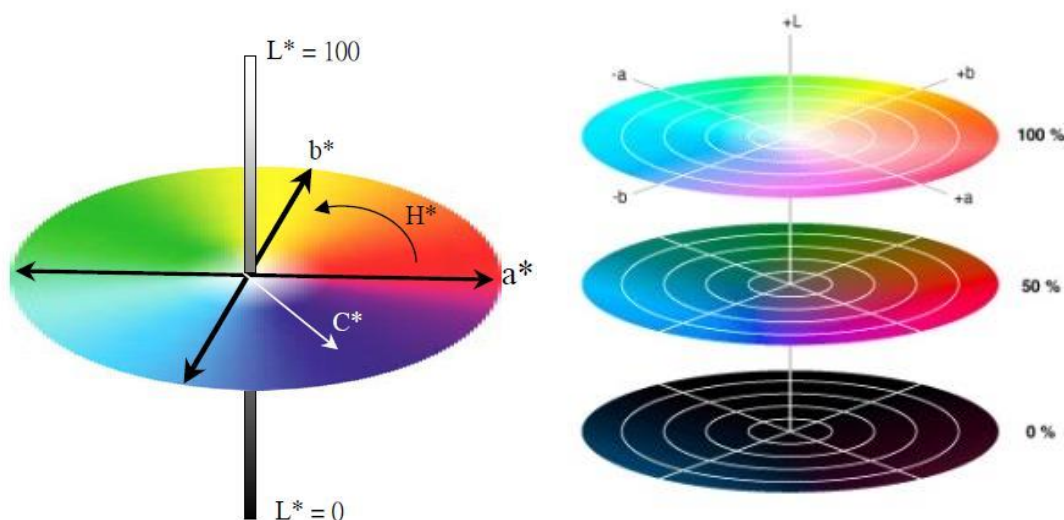 L* = 100
b*
H*
a*
C*
L* = 0
+L
-a
+b
100 %
-b
+a
50 %
0 %